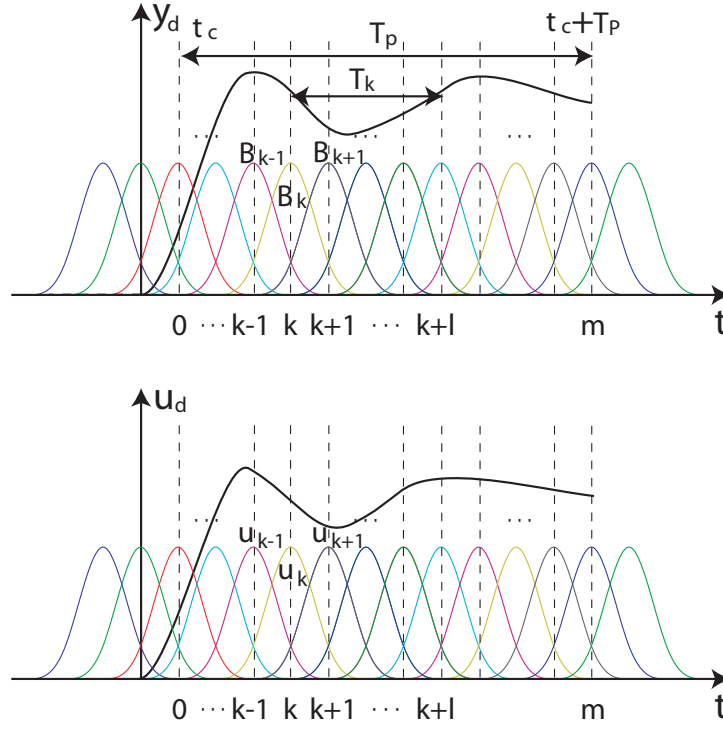 y_d t_c T_p t_c+T_P
T_k
... ... ...
B_k-1 B_k+1
B_k
0 ... k-1 k k+1 ... k+l m t
u_d
... ... ...
u_k-1 u_k+1
u_k
0 ... k-1 k k+1 ... k+l m t